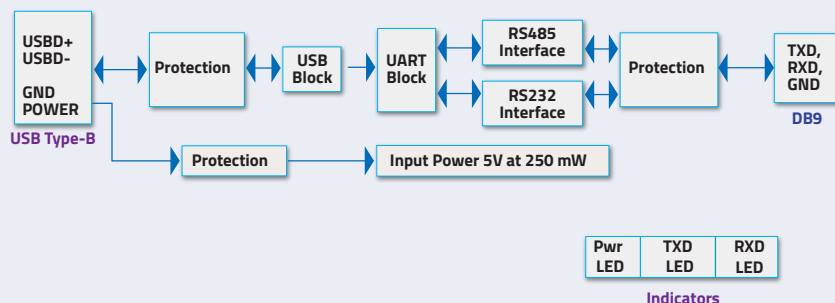 USBD+
USBD-
GND
POWER
USB Type-B
Protection
USB
Block
UART
Block
RS485
Interface
RS232
Interface
Protection
TXD,
RXD,
GND
DB9
Protection
Input Power 5V at 250 mW
Pwr
LED
TXD
LED
RXD
LED
Indicators